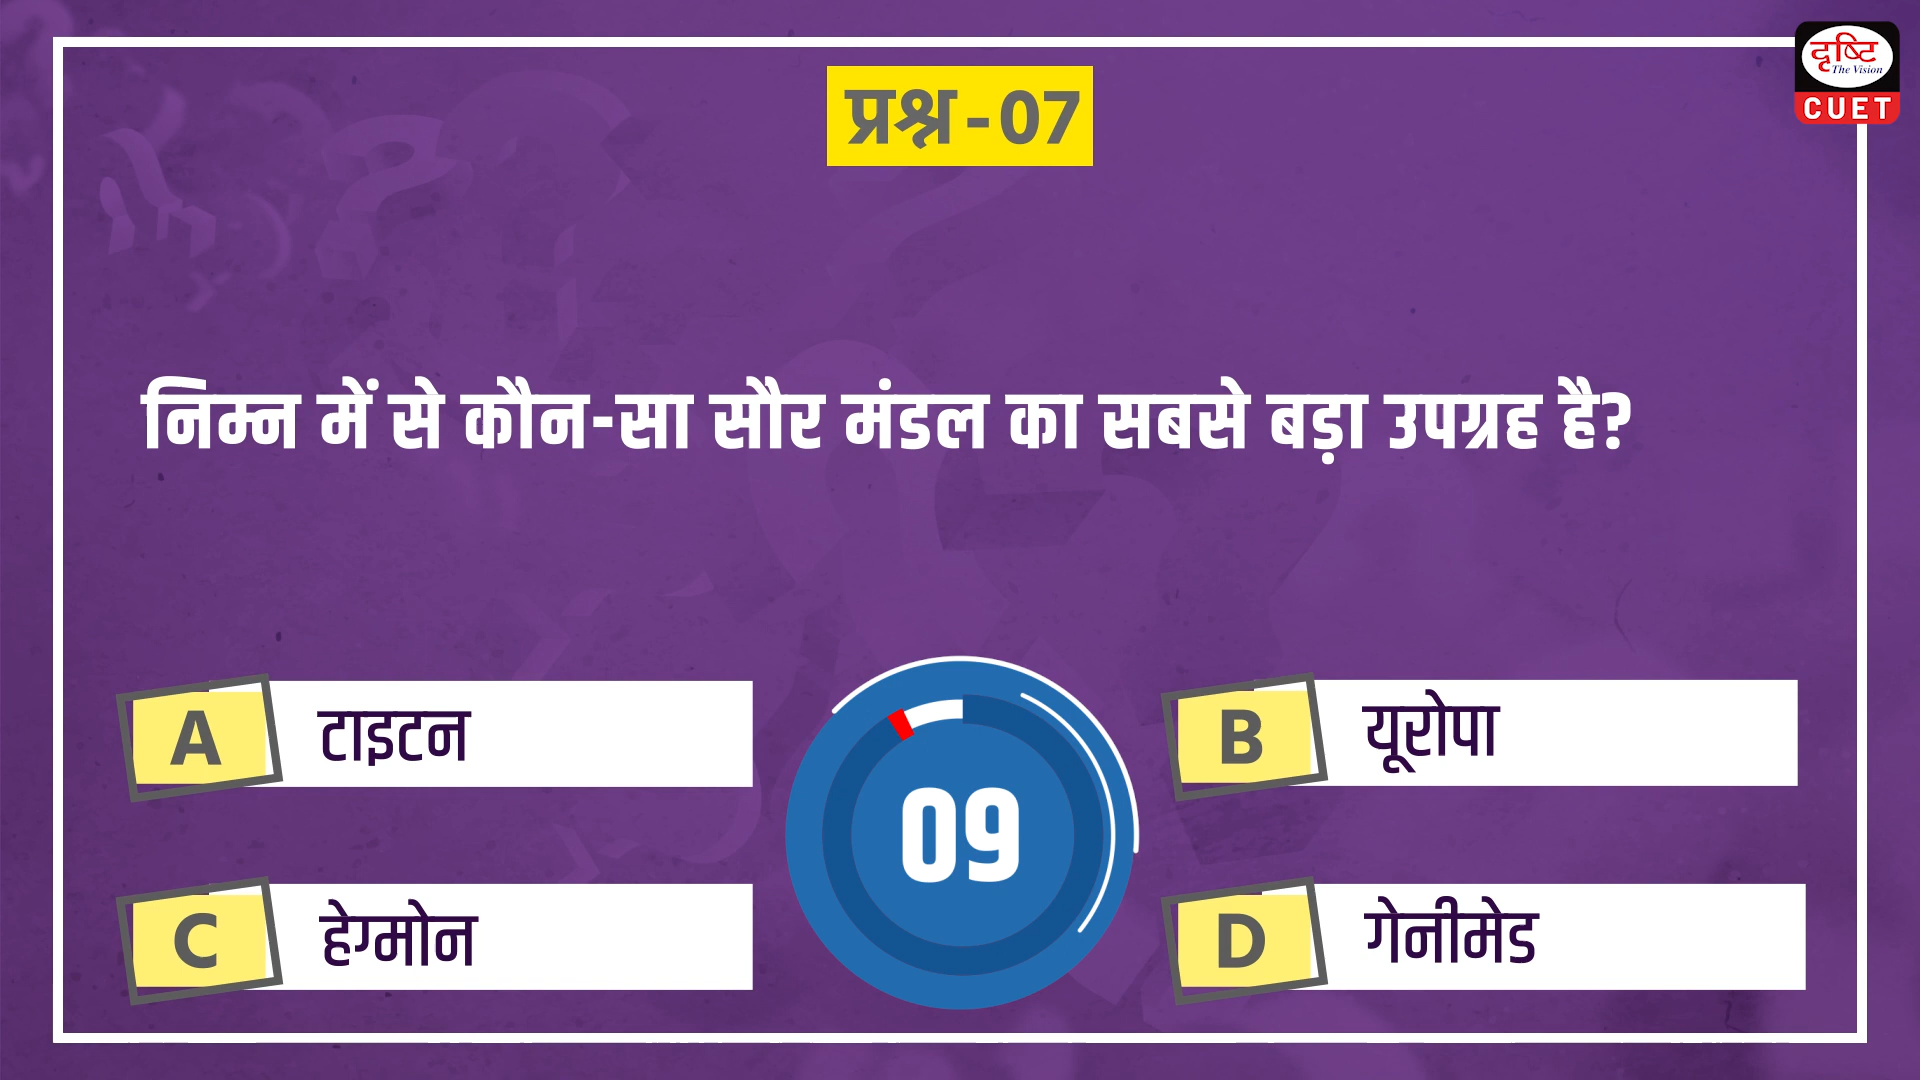 दृष्टि
The Vision
CUET
प्रश्न-07
निम्न में से कौन-सा सौर मंडल का सबसे बड़ा उपग्रह है?
A टाइटन
B यूरोपा
09
C हेग्मोन
D गेनीमेड